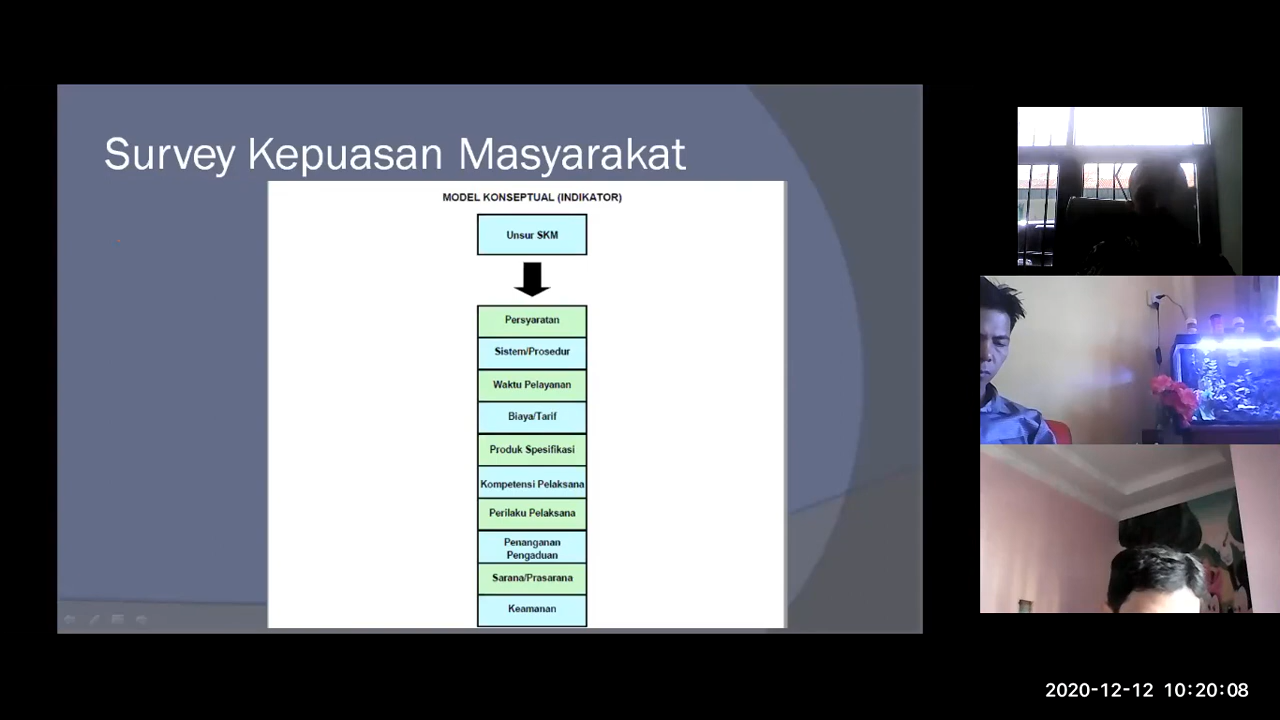 Survey Kepuasan Masyarakat
MODEL KONSEPTUAL (INDIKATOR)
Unsur SKM
Persyaratan
Sistem/Prosedur
Waktu Pelayanan
Biaya/Tarif
Produk Spesifikasi
Kompetensi Pelaksana
Perilaku Pelaksana
Penanganan
Pengaduan
Sarana/Prasarana
Keamanan
2020-12-12 10:20:08